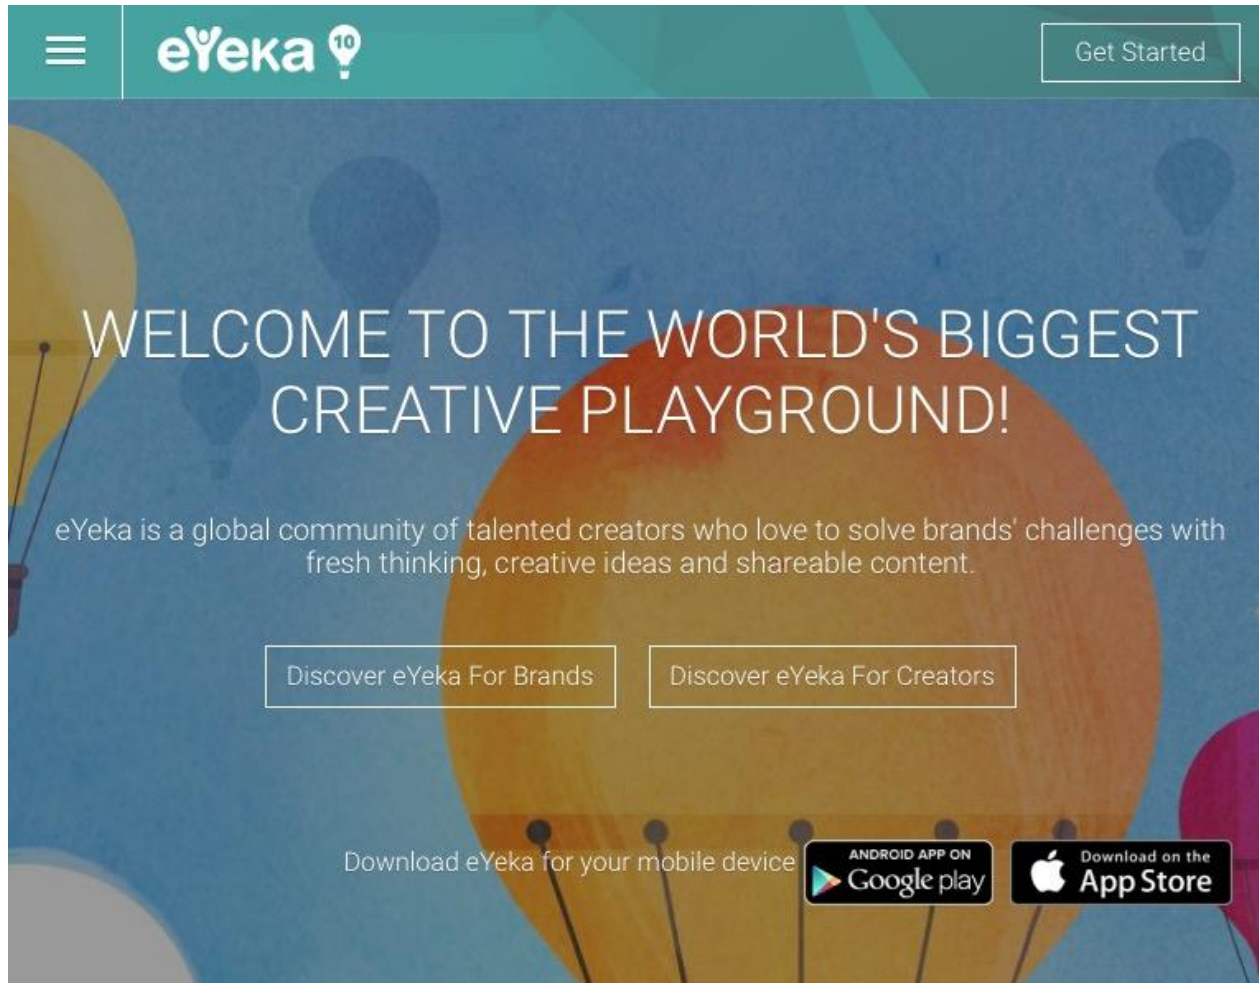 eYeka 10
Get Started
WELCOME TO THE WORLD'S BIGGEST
CREATIVE PLAYGROUND!
eYeka is a global community of talented creators who love to solve brands' challenges with
fresh thinking, creative ideas and shareable content.
Discover eYeka For Brands
Discover eYeka For Creators
Download eYeka for your mobile device
ANDROID APP ON
Google play
Download on the
App Store